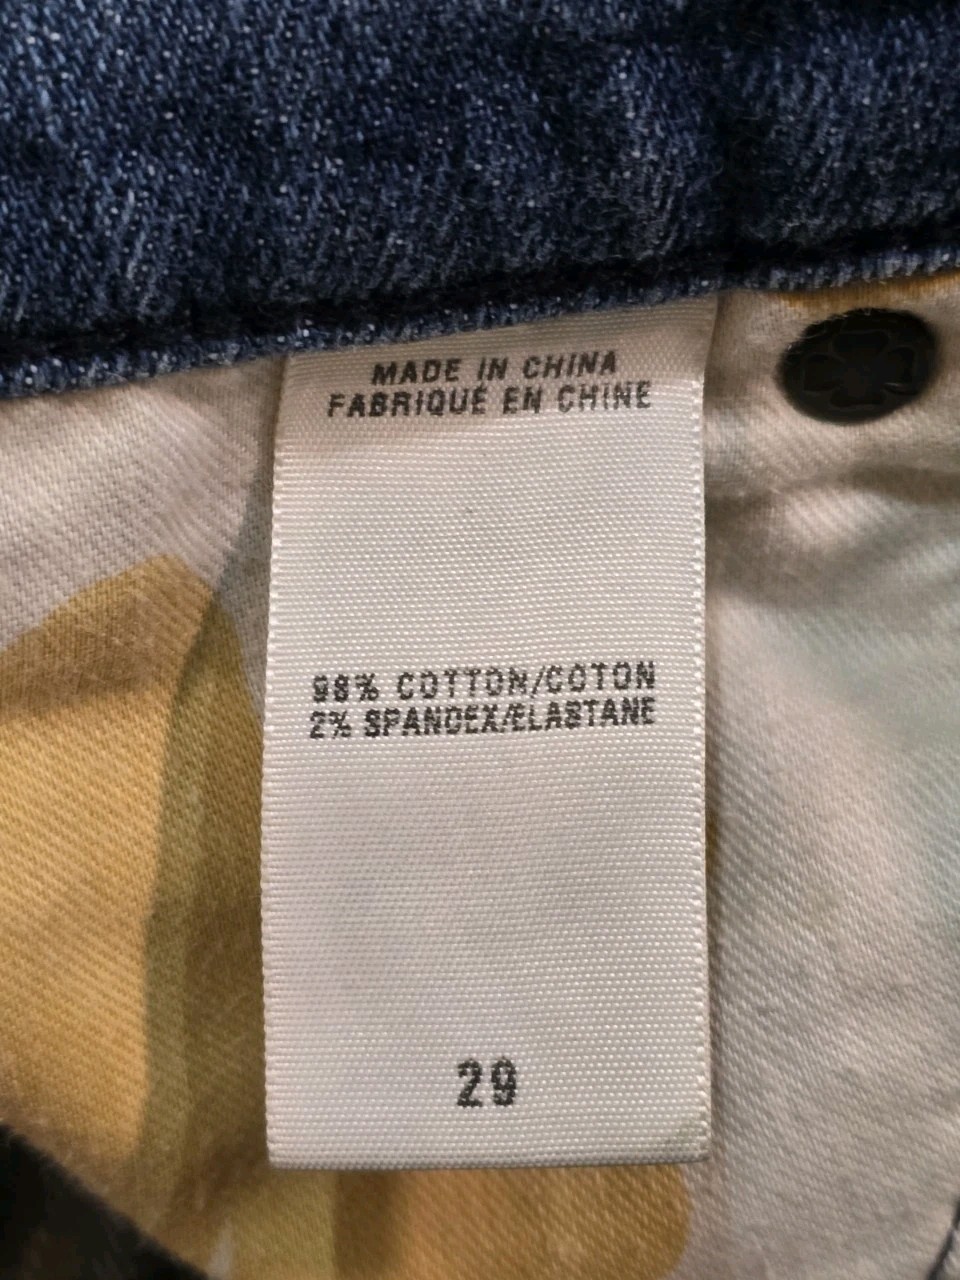 MADE IN CHINA
FABRIQUÉ EN CHINE
98% COTTON/COTON
2% SPANDEX/ÉLASTANE
29